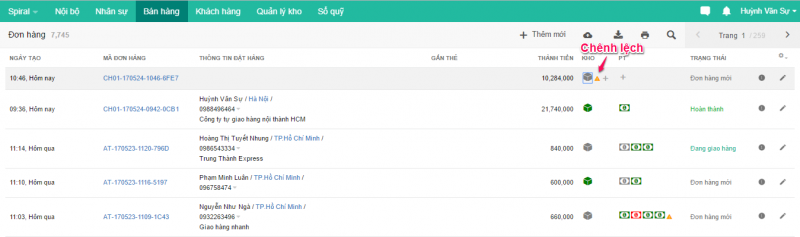 Spiral Nội bộ Nhân sự Bán hàng Khách hàng Quản lý kho Sổ quỹ Huỳnh Văn Sự
Đơn hàng 7,745 Thêm mới Trang 1 / 259
Chênh lệch
NGÀY TẠO MÃ ĐƠN HÀNG THÔNG TIN ĐẶT HÀNG GẮN THẺ THÀNH TIỀN KHO PT TRẠNG THÁI
10:46, Hôm nay CH01-170524-1046-6FE7 10,284,000 Đơn hàng mới
Huỳnh Văn Sự / Hà Nội /
09:36, Hôm nay CH01-170524-0942-0CB1 0988496464 21,740,000 Hoàn thành
Công ty tự giao hàng nội thành HCM
Hoàng Thị Tuyết Nhung / TP.Hồ Chí Minh /
11:14, Hôm qua AT-170523-1120-796D 0986543334 840,000 Đang giao hàng
Trung Thành Express
11:10, Hôm qua AT-170523-1116-5197 Phạm Minh Luân / TP.Hồ Chí Minh / 600,000 Đơn hàng mới
096758474
Nguyễn Như Ngà / TP.Hồ Chí Minh /
11:03, Hôm qua AT-170523-1109-1C43 0932263496 660,000 Đơn hàng mới
Giao hàng nhanh